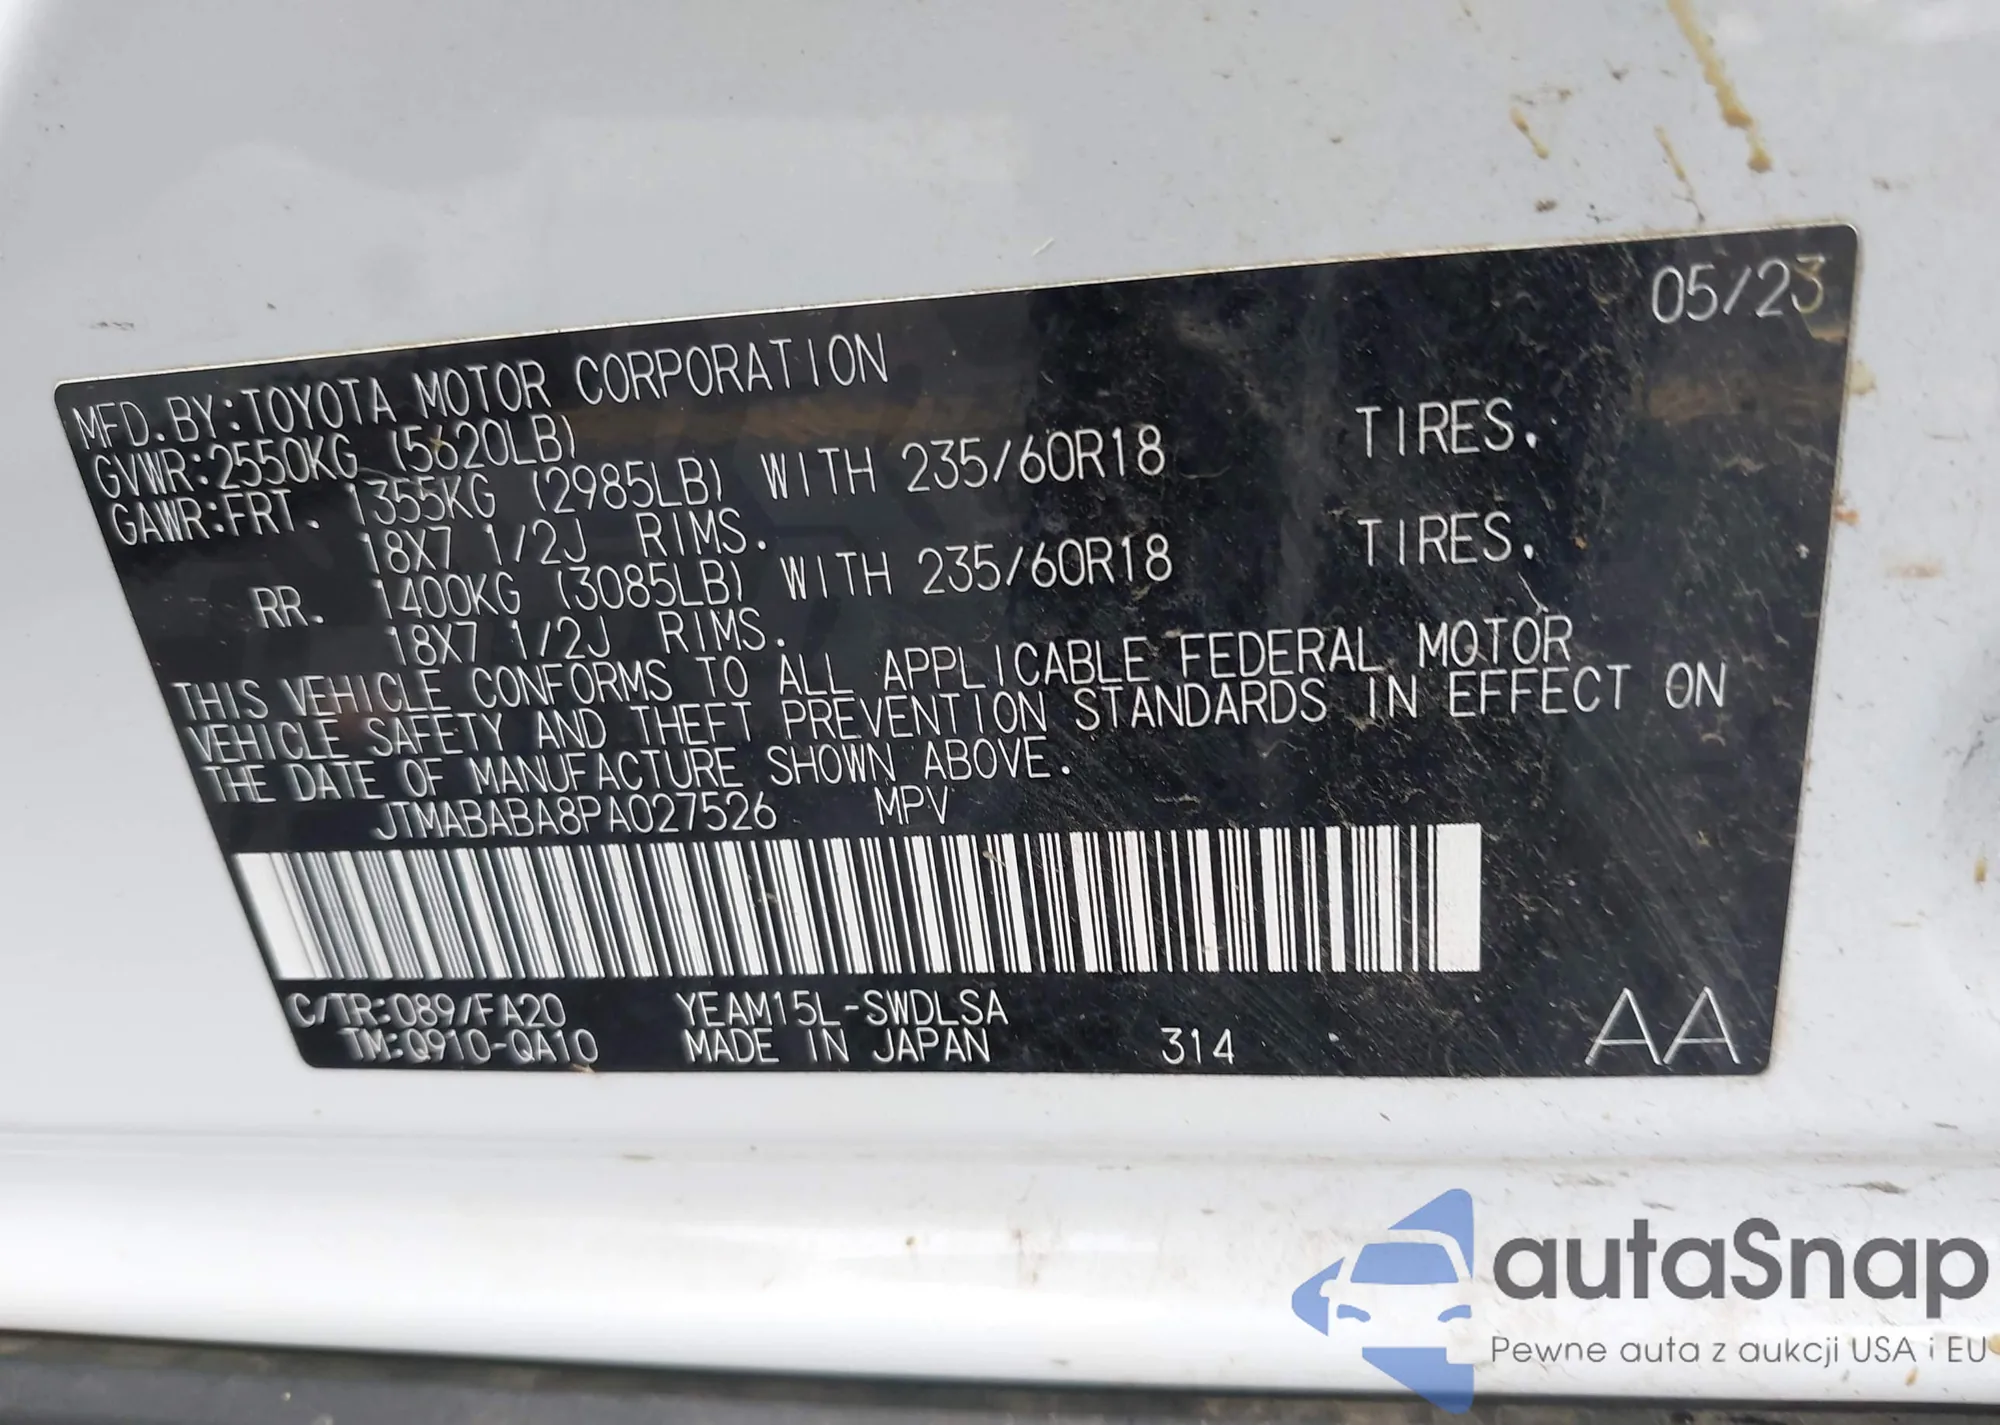 05/23
MFD.BY:TOYOTA MOTOR CORPORATION
GVWR:2550KG (5620LB)
GAWR:FRT. 1355KG (2985LB) WITH 235/60R18 TIRES.
18X7 1/2J RIMS.
RR. 1400KG (3085LB) WITH 235/60R18 TIRES.
18X7 1/2J RIMS.
THIS VEHICLE CONFORMS TO ALL APPLICABLE FEDERAL MOTOR
VEHICLE SAFETY AND THEFT PREVENTION STANDARDS IN EFFECT ON
THE DATE OF MANUFACTURE SHOWN ABOVE.
JTMABABA8PA027526 MPV
C/TR:089/FA20 YEAM15L-SWDLSA
TM:Q910-QA10 MADE IN JAPAN 314 AA
autaSnap
Pewne auta z aukcji USA i EU